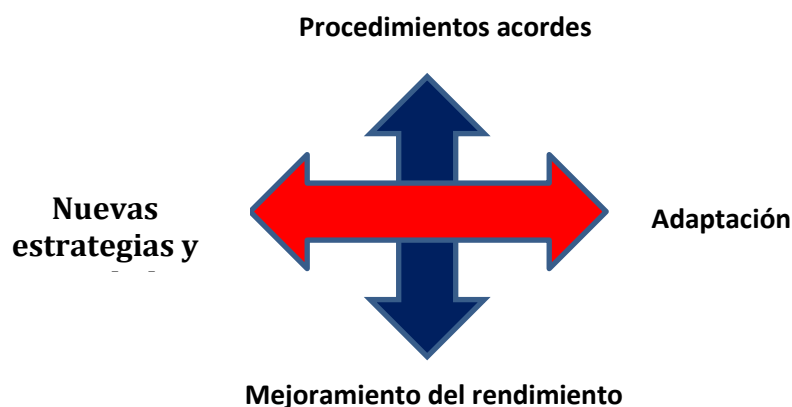 Procedimientos acordes
Nuevas
estrategias y
Adaptación
Mejoramiento del rendimiento